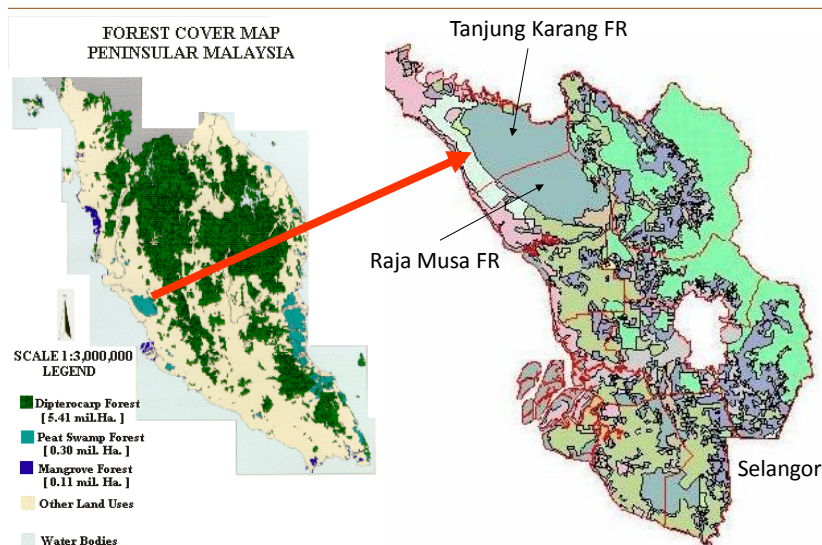 FOREST COVER MAP
PENINSULAR MALAYSIA
Tanjung Karang FR
Raja Musa FR
Selangor
SCALE 1:3,000,000
LEGEND
Dipterocarp Forest
[ 5.41 mil.Ha. ]
Peat Swamp Forest
[ 0.30 mil. Ha. ]
Mangrove Forest
[ 0.11 mil. Ha. ]
Other Land Uses
Water Bodies